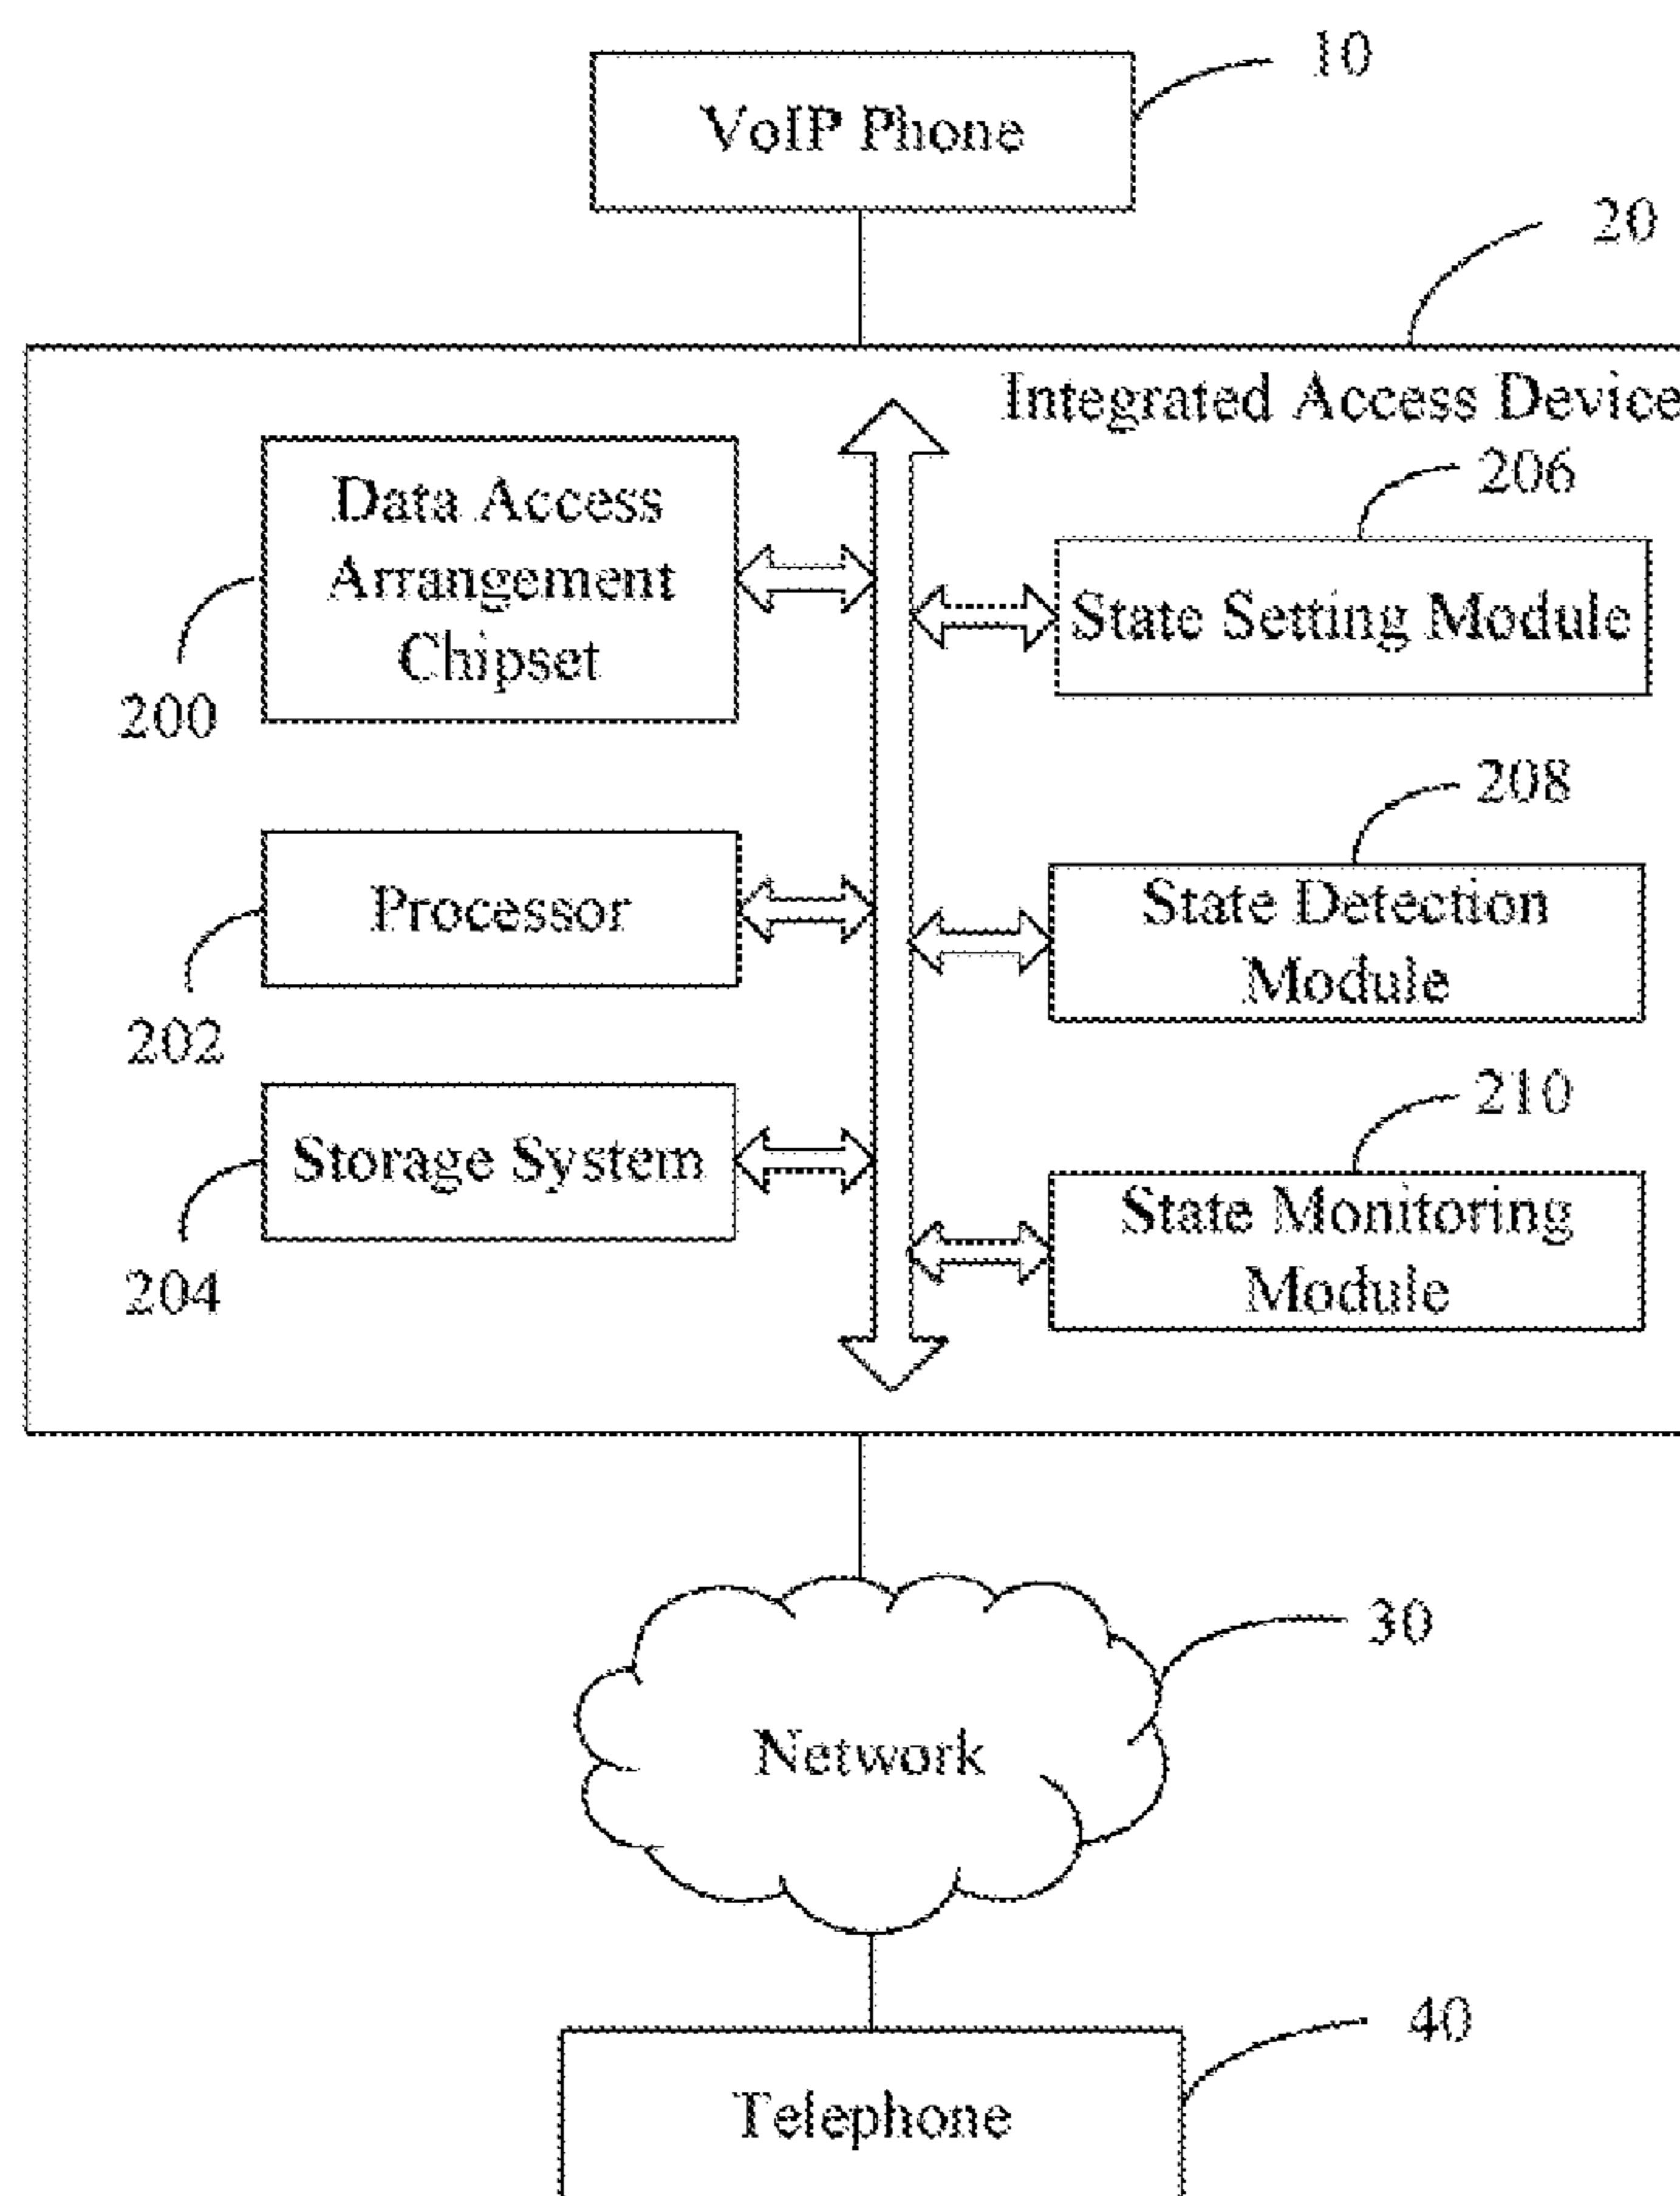 10
VoIP Phone
20
Integrated Access Device
206
Data Access
Arrangement
Chipset
200
State Setting Module
208
Processor
202
State Detection
Module
210
Storage System
204
State Monitoring
Module
30
Network
40
Telephone